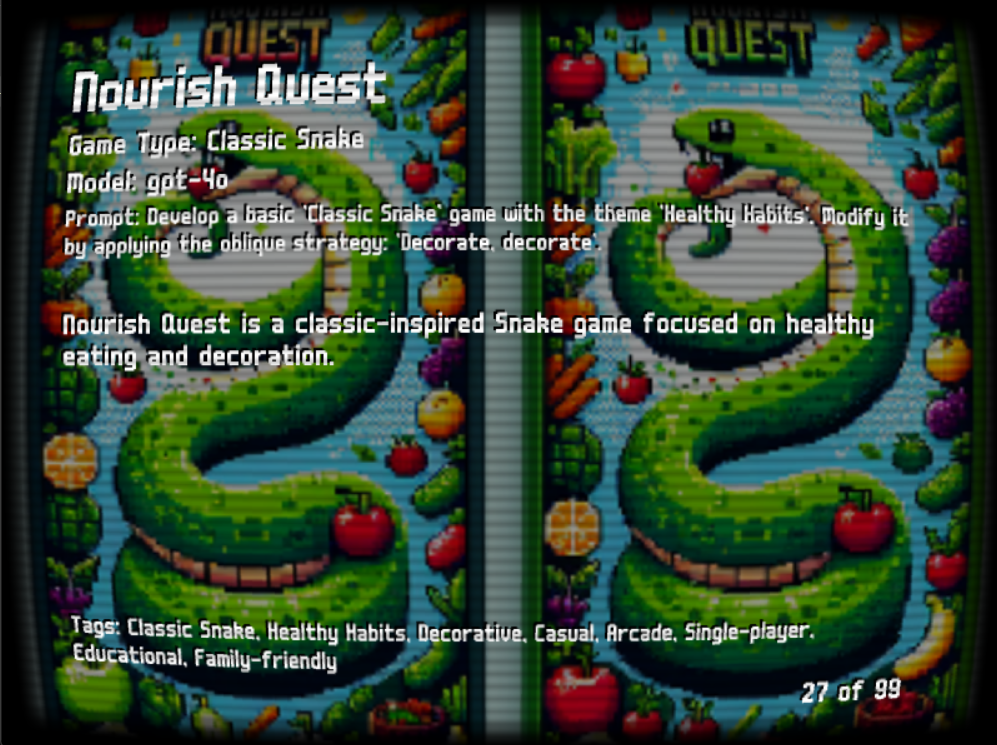 QUEST
QUEST
Nourish Quest
Game Type: Classic Snake
Model: gpt-4o
Prompt: Develop a basic 'Classic Snake' game with the theme 'Healthy Habits'. Modify it
by applying the oblique strategy: 'Decorate, decorate'.
Nourish Quest is a classic-inspired Snake game focused on healthy
eating and decoration.
Tags: Classic Snake, Healthy Habits, Decorative, Casual, Arcade, Single-player,
Educational, Family-friendly
27 of 99